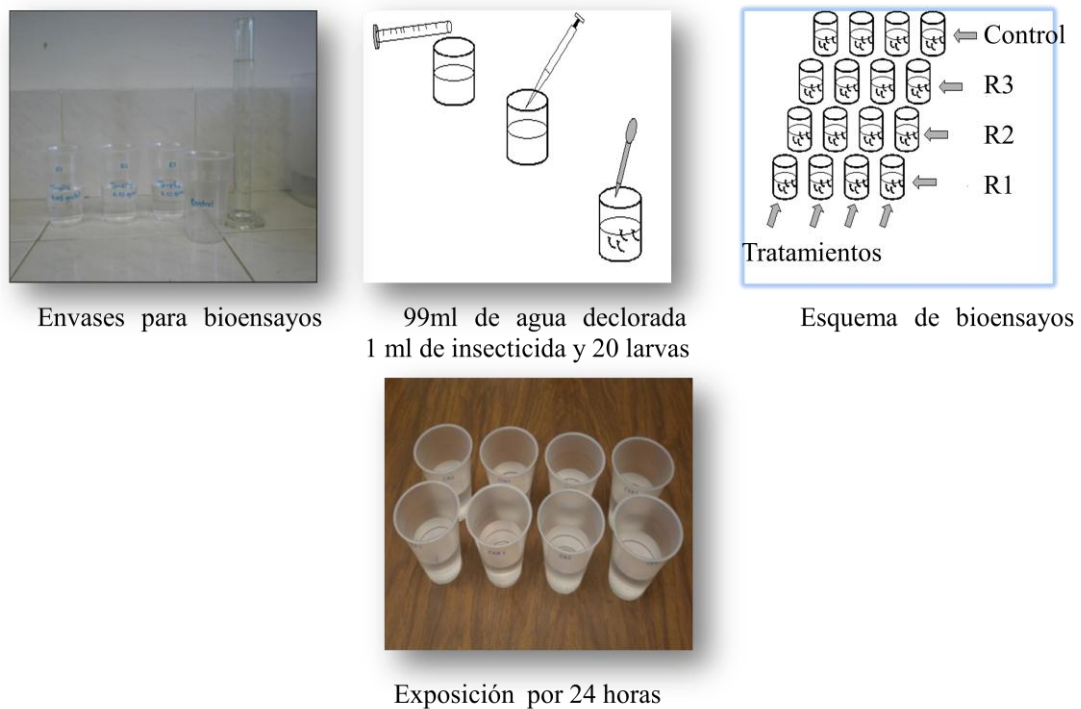 Control
Control
R3
R2
R1
Tratamientos
Envases para bioensayos
99ml de agua declorada
1 ml de insecticida y 20 larvas
Esquema de bioensayos
Exposición por 24 horas